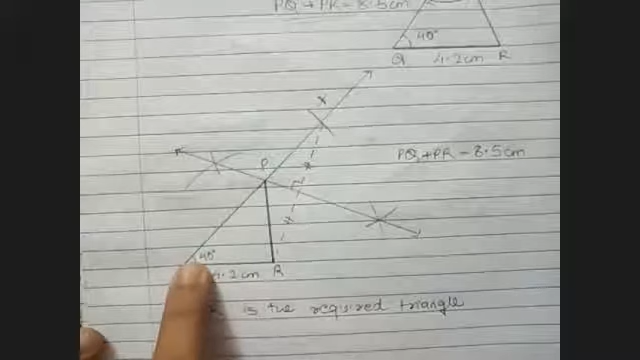 PQ + PR = 8.5cm
40°
Q 4.2cm R
X
P
PQ + PR = 8.5cm
40°
4.2cm R
is the required triangle